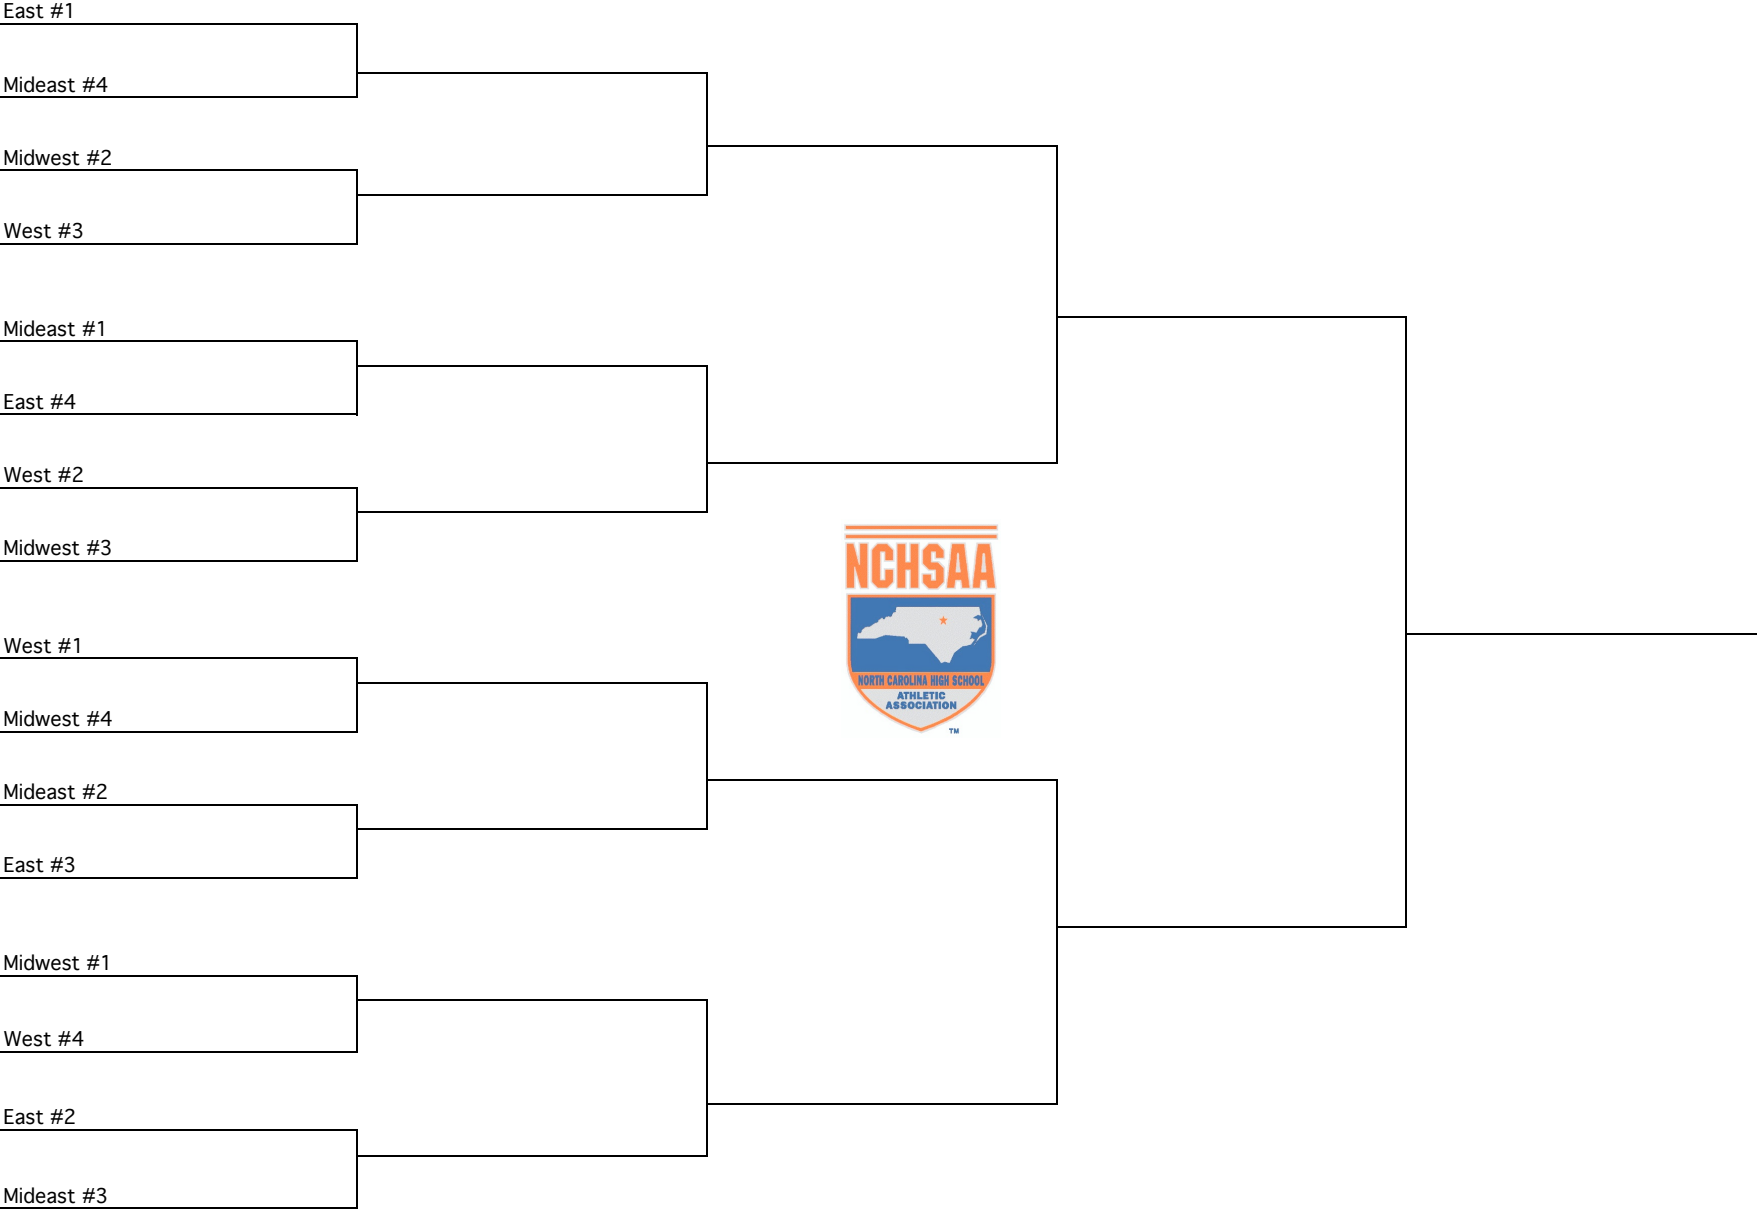 East #1
Mideast #4
Midwest #2
West #3
Mideast #1
East #4
West #2
Midwest #3
NCHSAA
NORTH CAROLINA HIGH SCHOOL
ATHLETIC
ASSOCIATION
TM
West #1
Midwest #4
Mideast #2
East #3
Midwest #1
West #4
East #2
Mideast #3